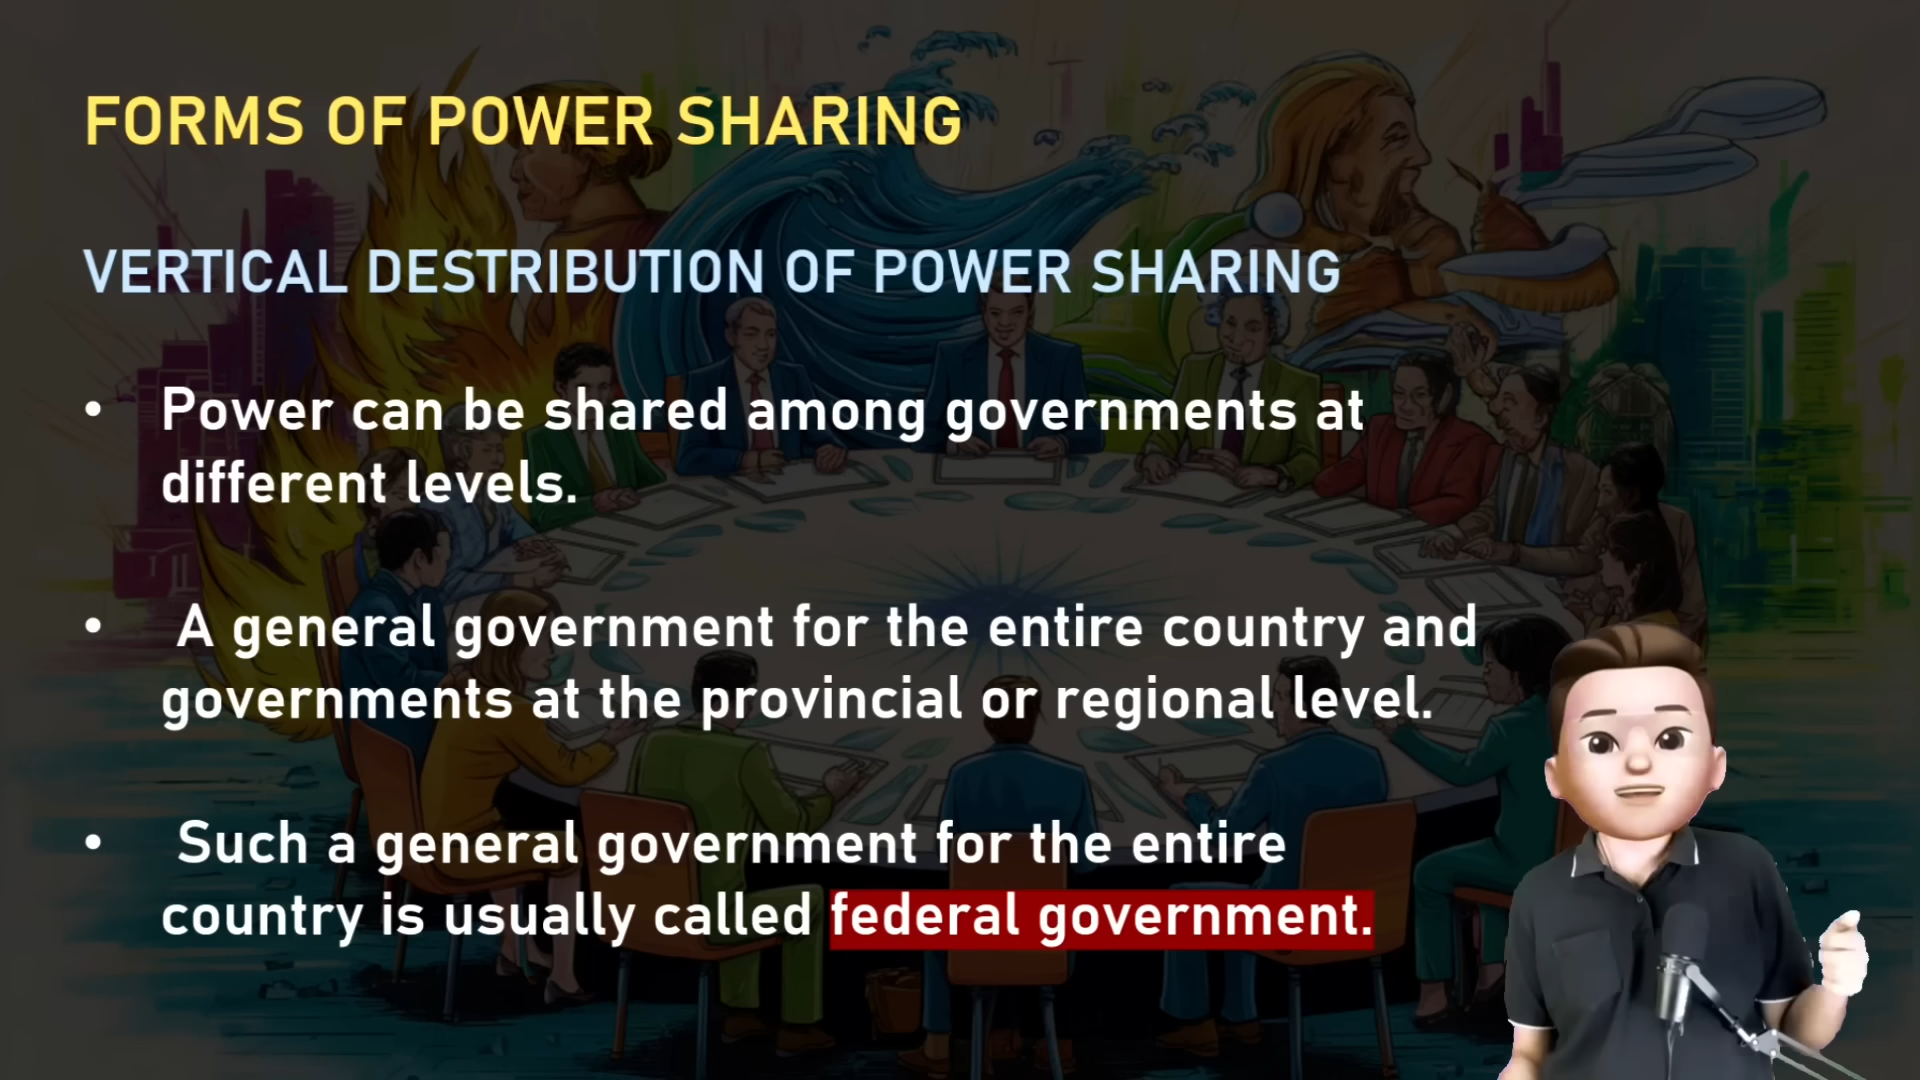 FORMS OF POWER SHARING
VERTICAL DESTRIBUTION OF POWER SHARING
• Power can be shared among governments at
different levels.
• A general government for the entire country and
governments at the provincial or regional level.
• Such a general government for the entire
country is usually called federal government.